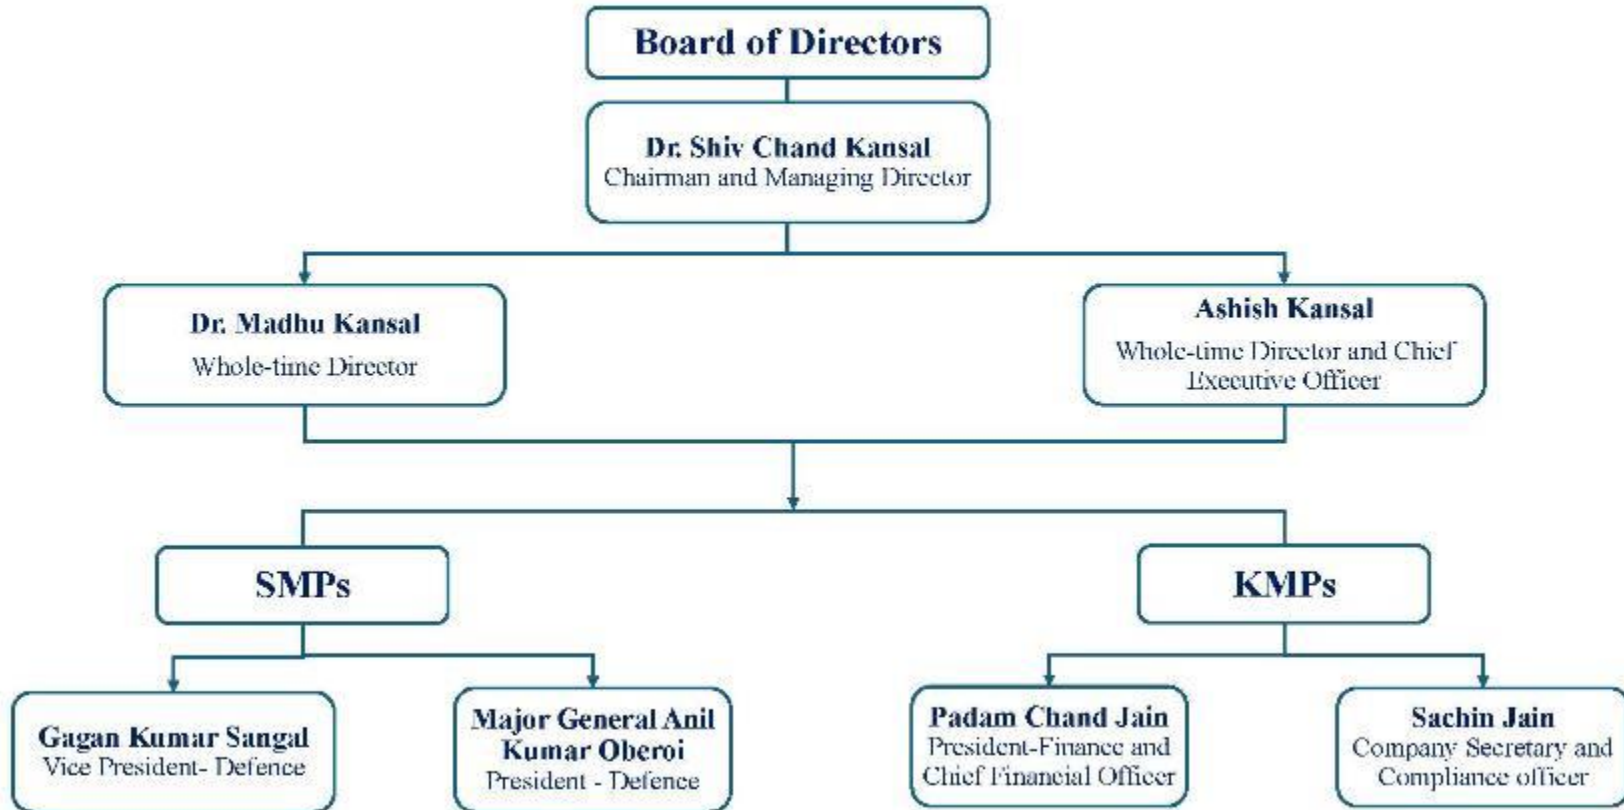 Board of Directors
Dr. Shiv Chand Kansal
Chairman and Managing Director
Dr. Madhu Kansal
Whole-time Director
Ashish Kansal
Whole-time Director and Chief
Executive Officer
SMPs
KMPs
Gagan Kumar Sangal
Vice President- Defence
Major General Anil
Kumar Oberoi
President - Defence
Padam Chand Jain
President-Finance and
Chief Financial Officer
Sachin Jain
Company Secretary and
Compliance officer